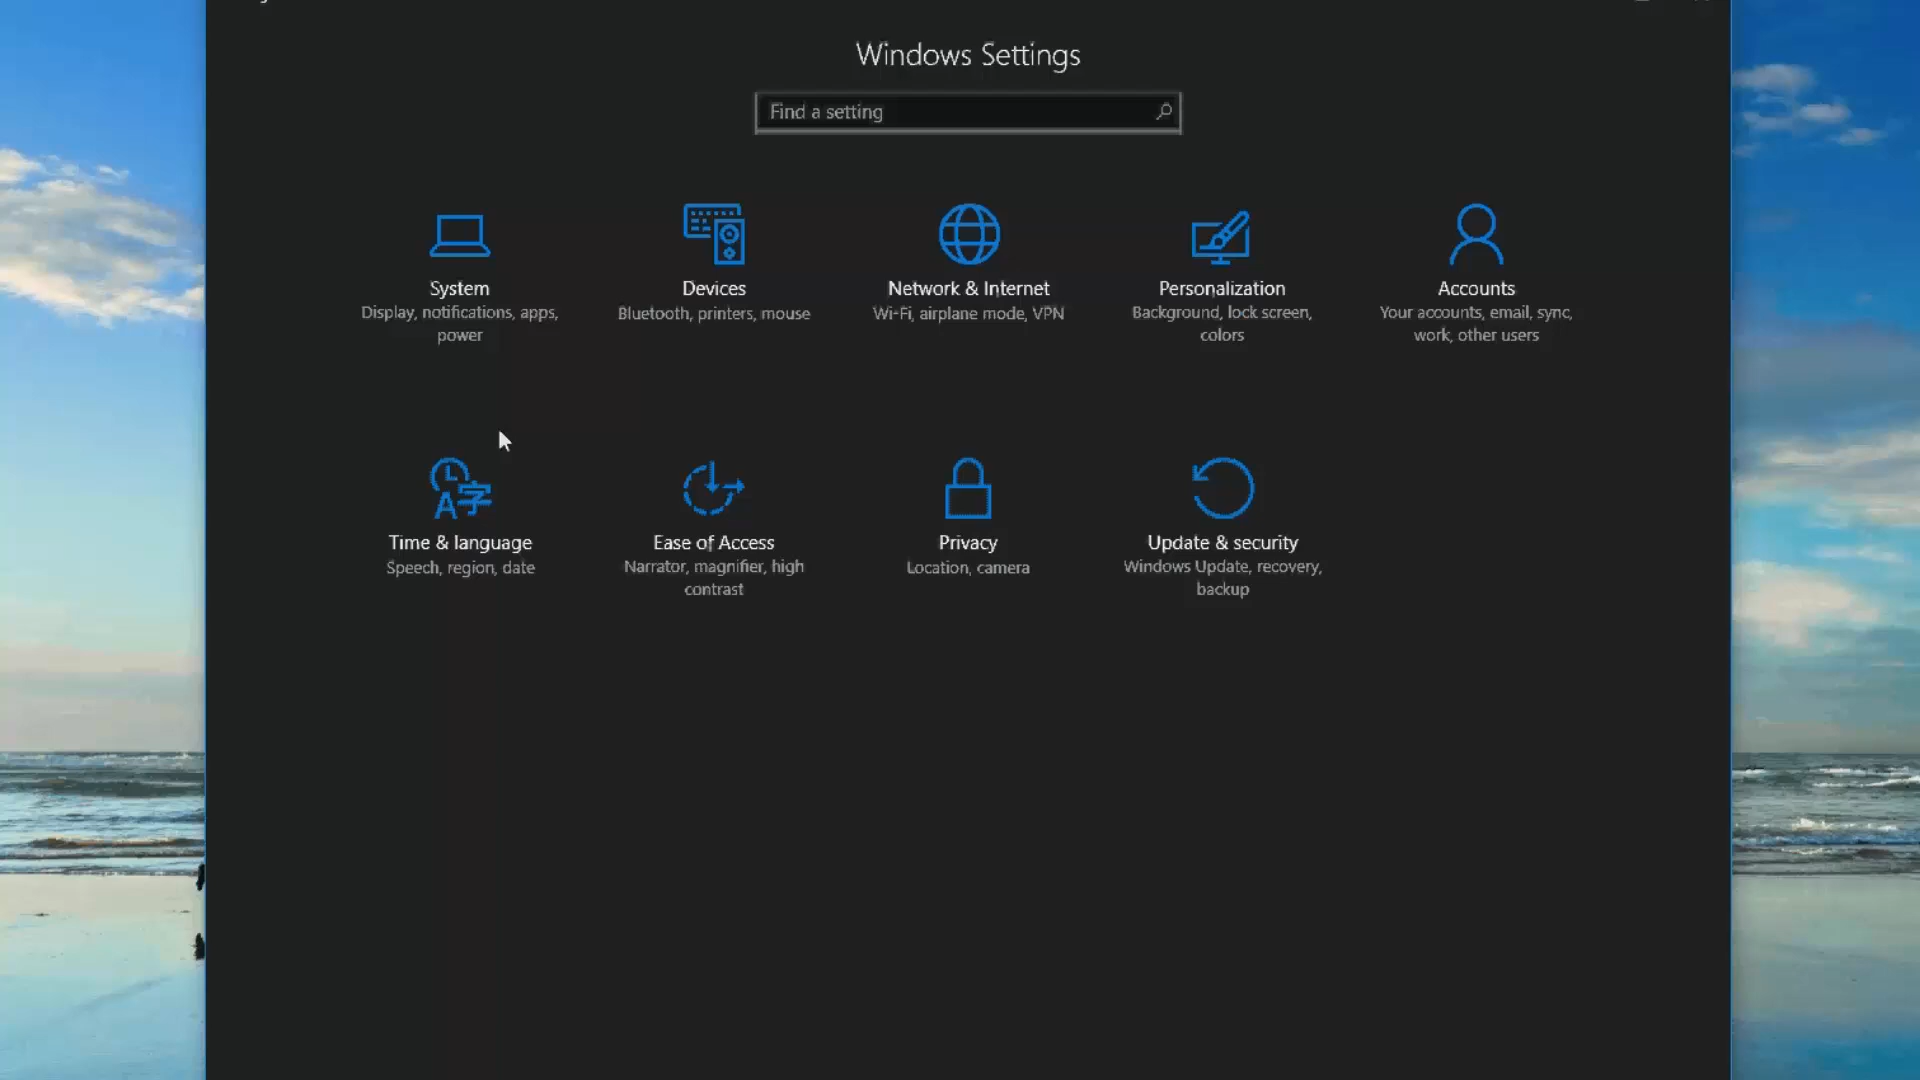 Windows Settings
Find a setting
System
Display, notifications, apps,
power
Devices
Bluetooth, printers, mouse
Network & Internet
Wi-Fi, airplane mode, VPN
Personalization
Background, lock screen,
colors
Accounts
Your accounts, email, sync,
work, other users
Time & language
Speech, region, date
Ease of Access
Narrator, magnifier, high
contrast
Privacy
Location, camera
Update & security
Windows Update, recovery,
backup